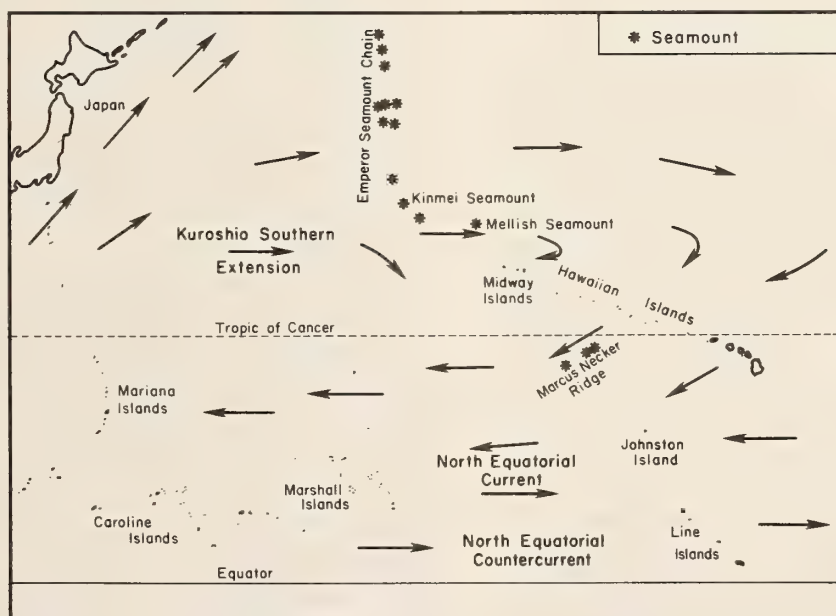 Seamount
Japan
Emperor Seamount Chain
Kinmei Seamount
Mellish Seamount
Kuroshio Southern
Extension
Midway
Islands
Hawaiian Islands
Tropic of Cancer
Marcus Necker
Ridge
Mariana
Islands
Johnston
Island
North Equatorial
Current
Marshall
Islands
Caroline
Islands
North Equatorial
Countercurrent
Line
Islands
Equator